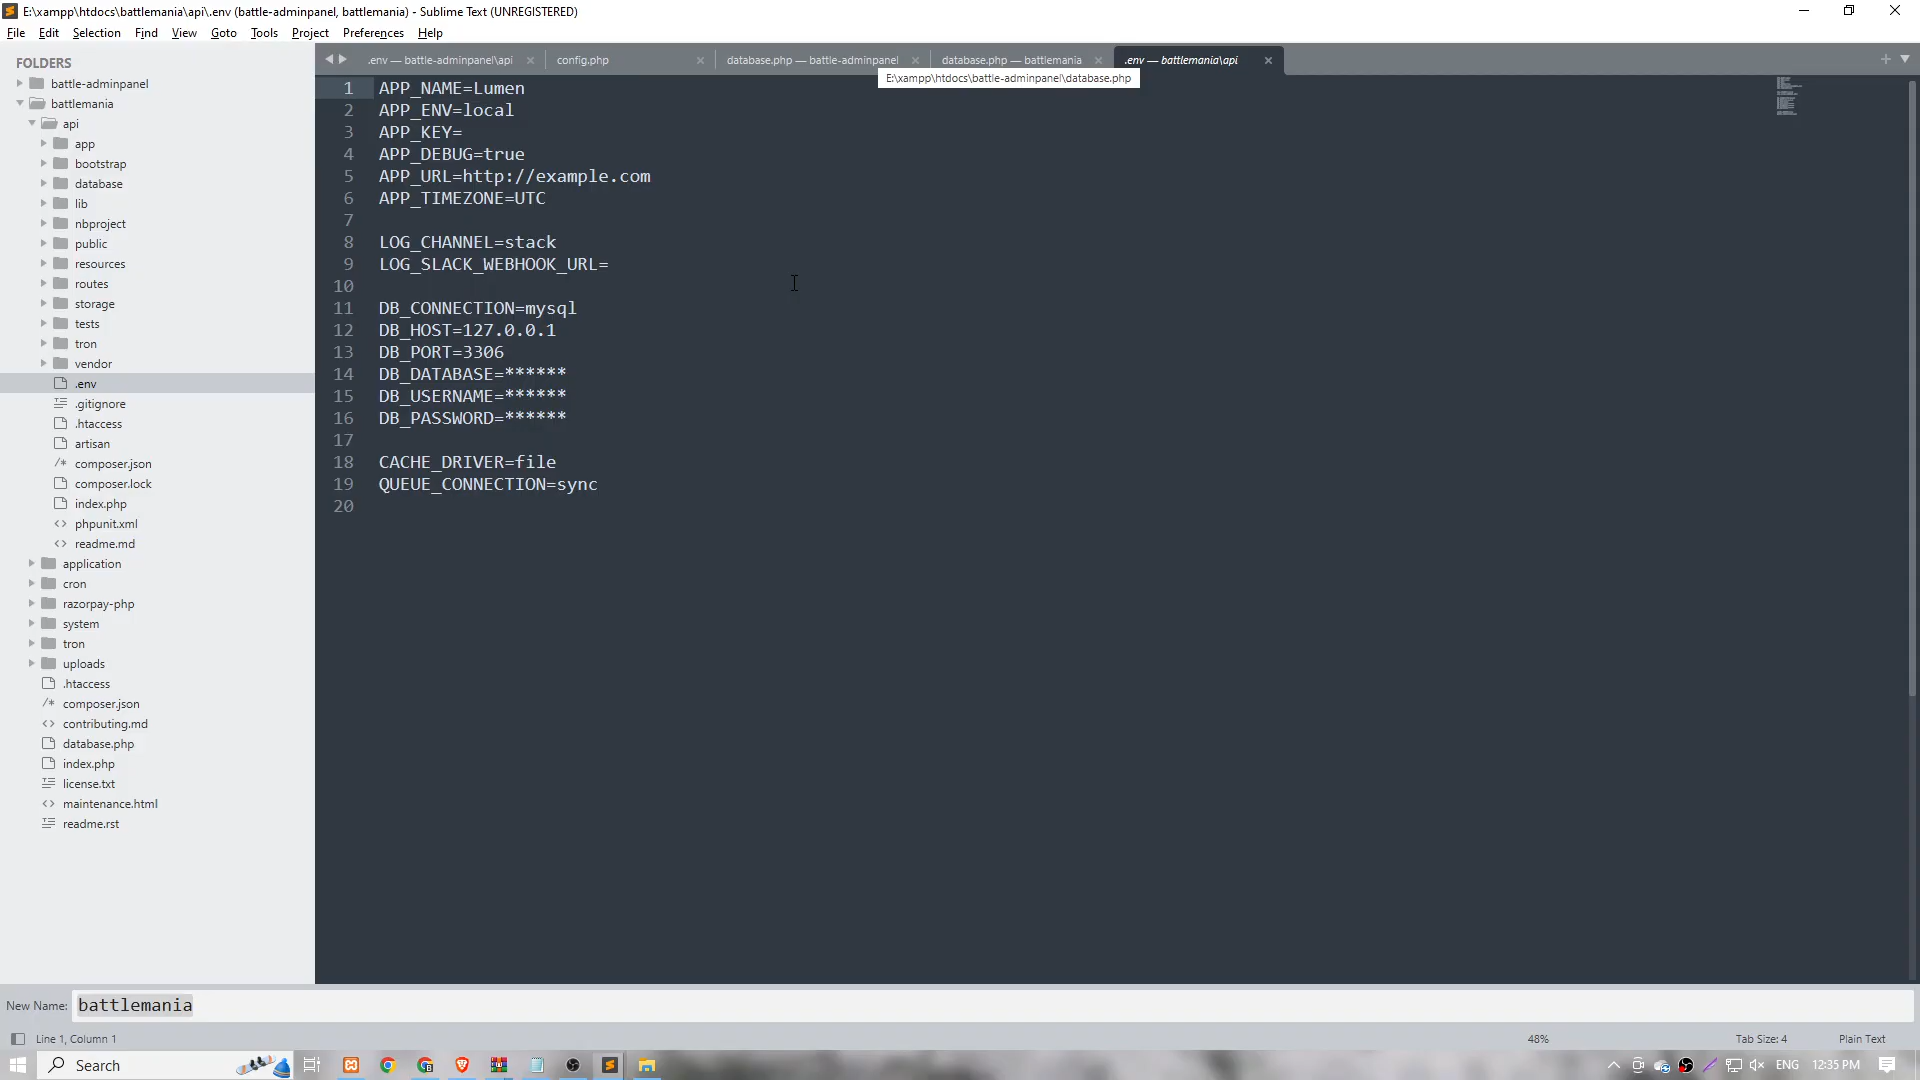 E:\xampp\htdocs\battlemania\api\.env (battle-adminpanel, battlemania) - Sublime Text (UNREGISTERED)
File Edit Selection Find View Goto Tools Project Preferences Help
FOLDERS
battle-adminpanel
battlemania
api
app
bootstrap
database
lib
nbproject
public
resources
routes
storage
tests
tron
vendor
.env
.gitignore
.htaccess
artisan
composer.json
composer.lock
index.php
phpunit.xml
readme.md
application
cron
razorpay-php
system
tron
uploads
.htaccess
composer.json
contributing.md
database.php
index.php
license.txt
maintenance.html
readme.rst
.env — battle-adminpanel\api config.php database.php — battle-adminpanel database.php — battlemania .env — battlemania\api
E:\xampp\htdocs\battle-adminpanel\database.php
1 APP_NAME=Lumen
2 APP_ENV=local
3 APP_KEY=
4 APP_DEBUG=true
5 APP_URL=http://example.com
6 APP_TIMEZONE=UTC
7
8 LOG_CHANNEL=stack
9 LOG_SLACK_WEBHOOK_URL=
10
11 DB_CONNECTION=mysql
12 DB_HOST=127.0.0.1
13 DB_PORT=3306
14 DB_DATABASE=******
15 DB_USERNAME=******
16 DB_PASSWORD=******
17
18 CACHE_DRIVER=file
19 QUEUE_CONNECTION=sync
20
New Name: battlemania
Line 1, Column 1 48% Tab Size: 4 Plain Text
Search ENG 12:35 PM